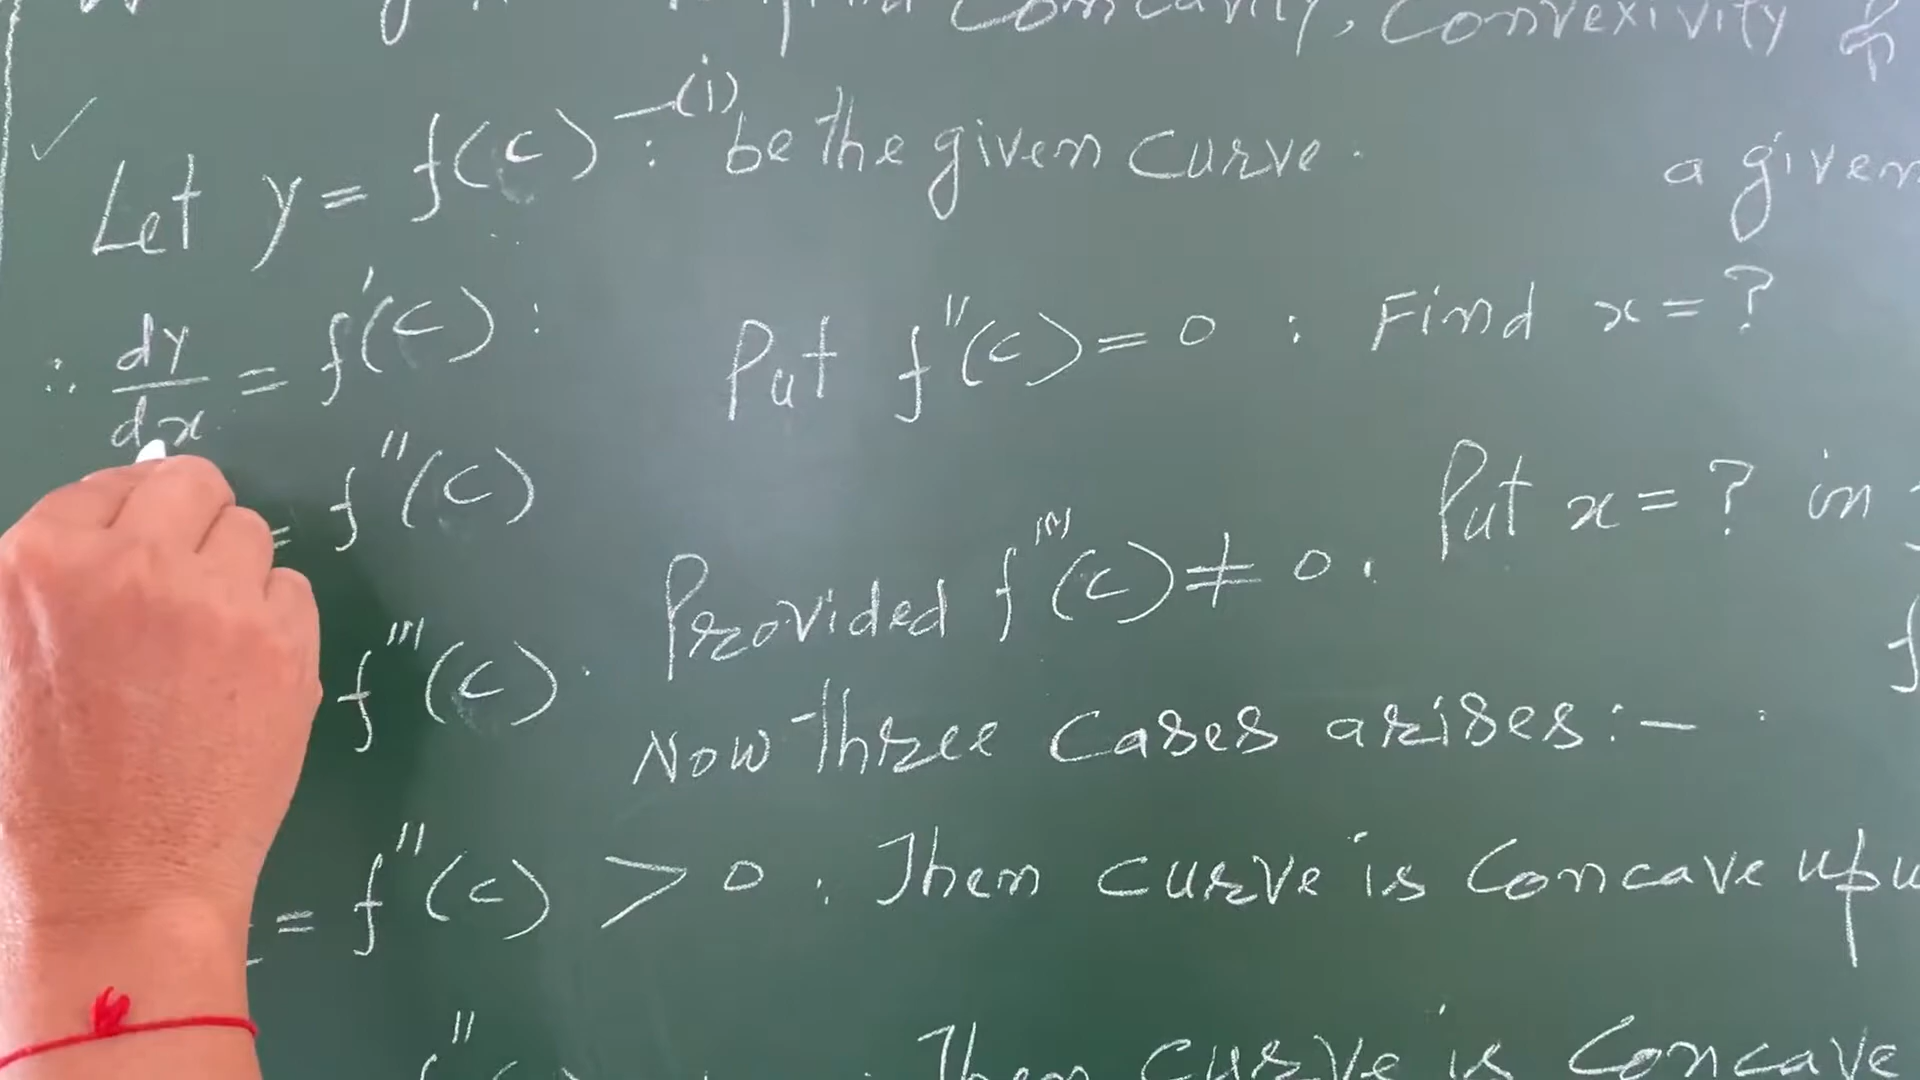 Concavity, Convexivity &
Let y = f(c) —(i) : be the given curve.
a given
∴ dy/dx = f'(c) :
Put f''(c) = 0 : Find x = ?
= f''(c)
Put x = ? in
f'''(c) .
Provided f'''(c) ≠ 0 .
Now three Cases arises :—
= f''(c) > 0 : Then curve is Concave upw
Then curve is Concave